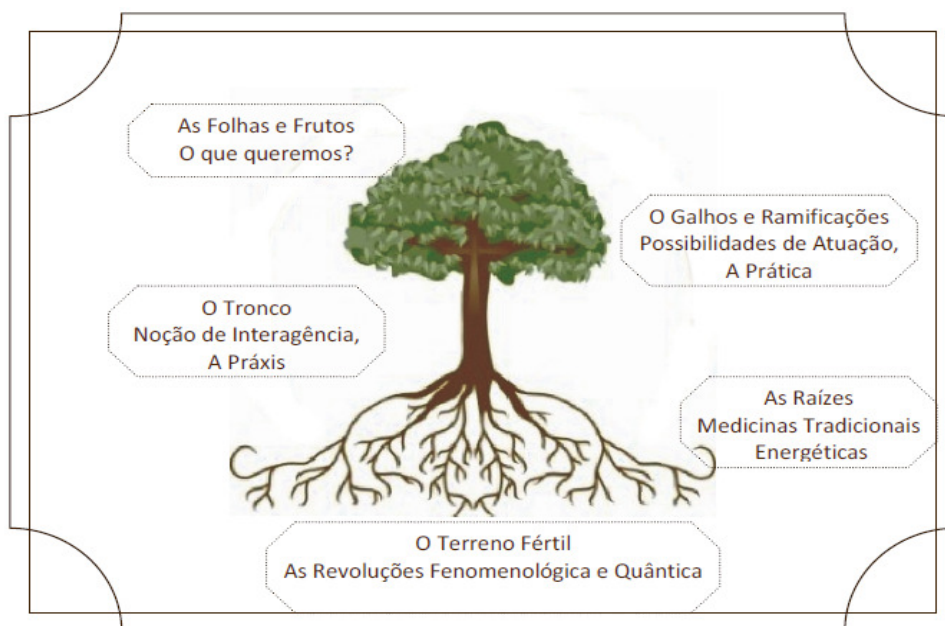 As Folhas e Frutos
O que queremos?
O Galhos e Ramificações
Possibilidades de Atuação,
A Prática
O Tronco
Noção de Interagência,
A Práxis
As Raízes
Medicinas Tradicionais
Energéticas
O Terreno Fértil
As Revoluções Fenomenológica e Quântica